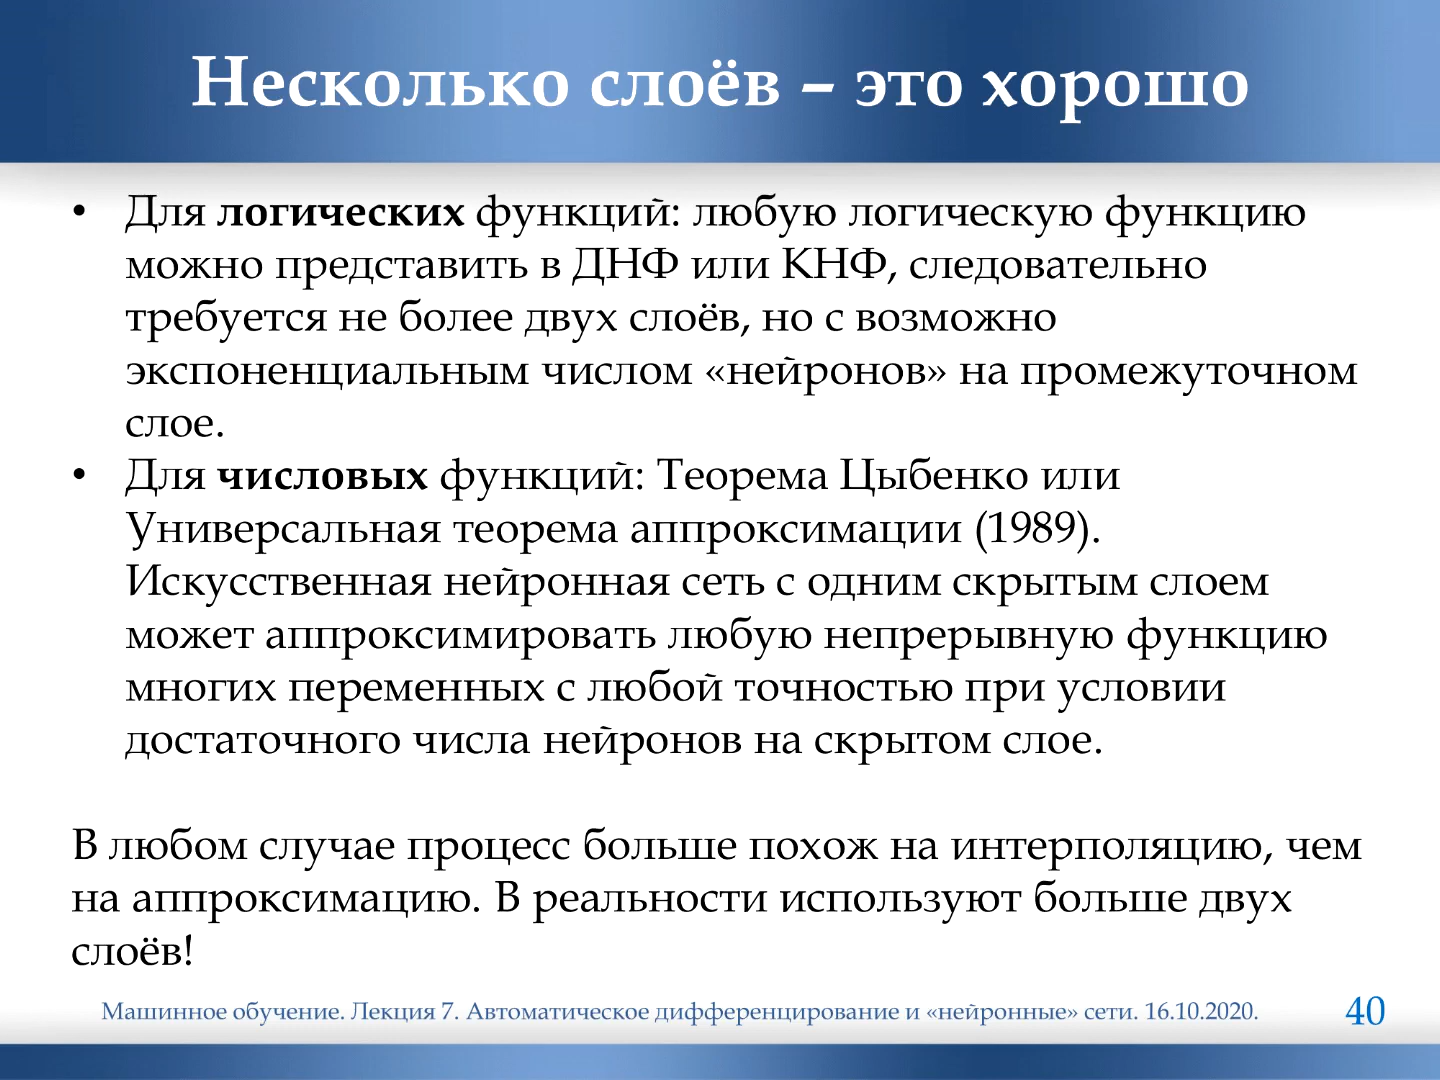 Несколько слоёв – это хорошо
• Для логических функций: любую логическую функцию
можно представить в ДНФ или КНФ, следовательно
требуется не более двух слоёв, но с возможно
экспоненциальным числом «нейронов» на промежуточном
слое.
• Для числовых функций: Теорема Цыбенко или
Универсальная теорема аппроксимации (1989).
Искусственная нейронная сеть с одним скрытым слоем
может аппроксимировать любую непрерывную функцию
многих переменных с любой точностью при условии
достаточного числа нейронов на скрытом слое.
В любом случае процесс больше похож на интерполяцию, чем
на аппроксимацию. В реальности используют больше двух
слоёв!
Машинное обучение. Лекция 7. Автоматическое дифференцирование и «нейронные» сети. 16.10.2020.
40